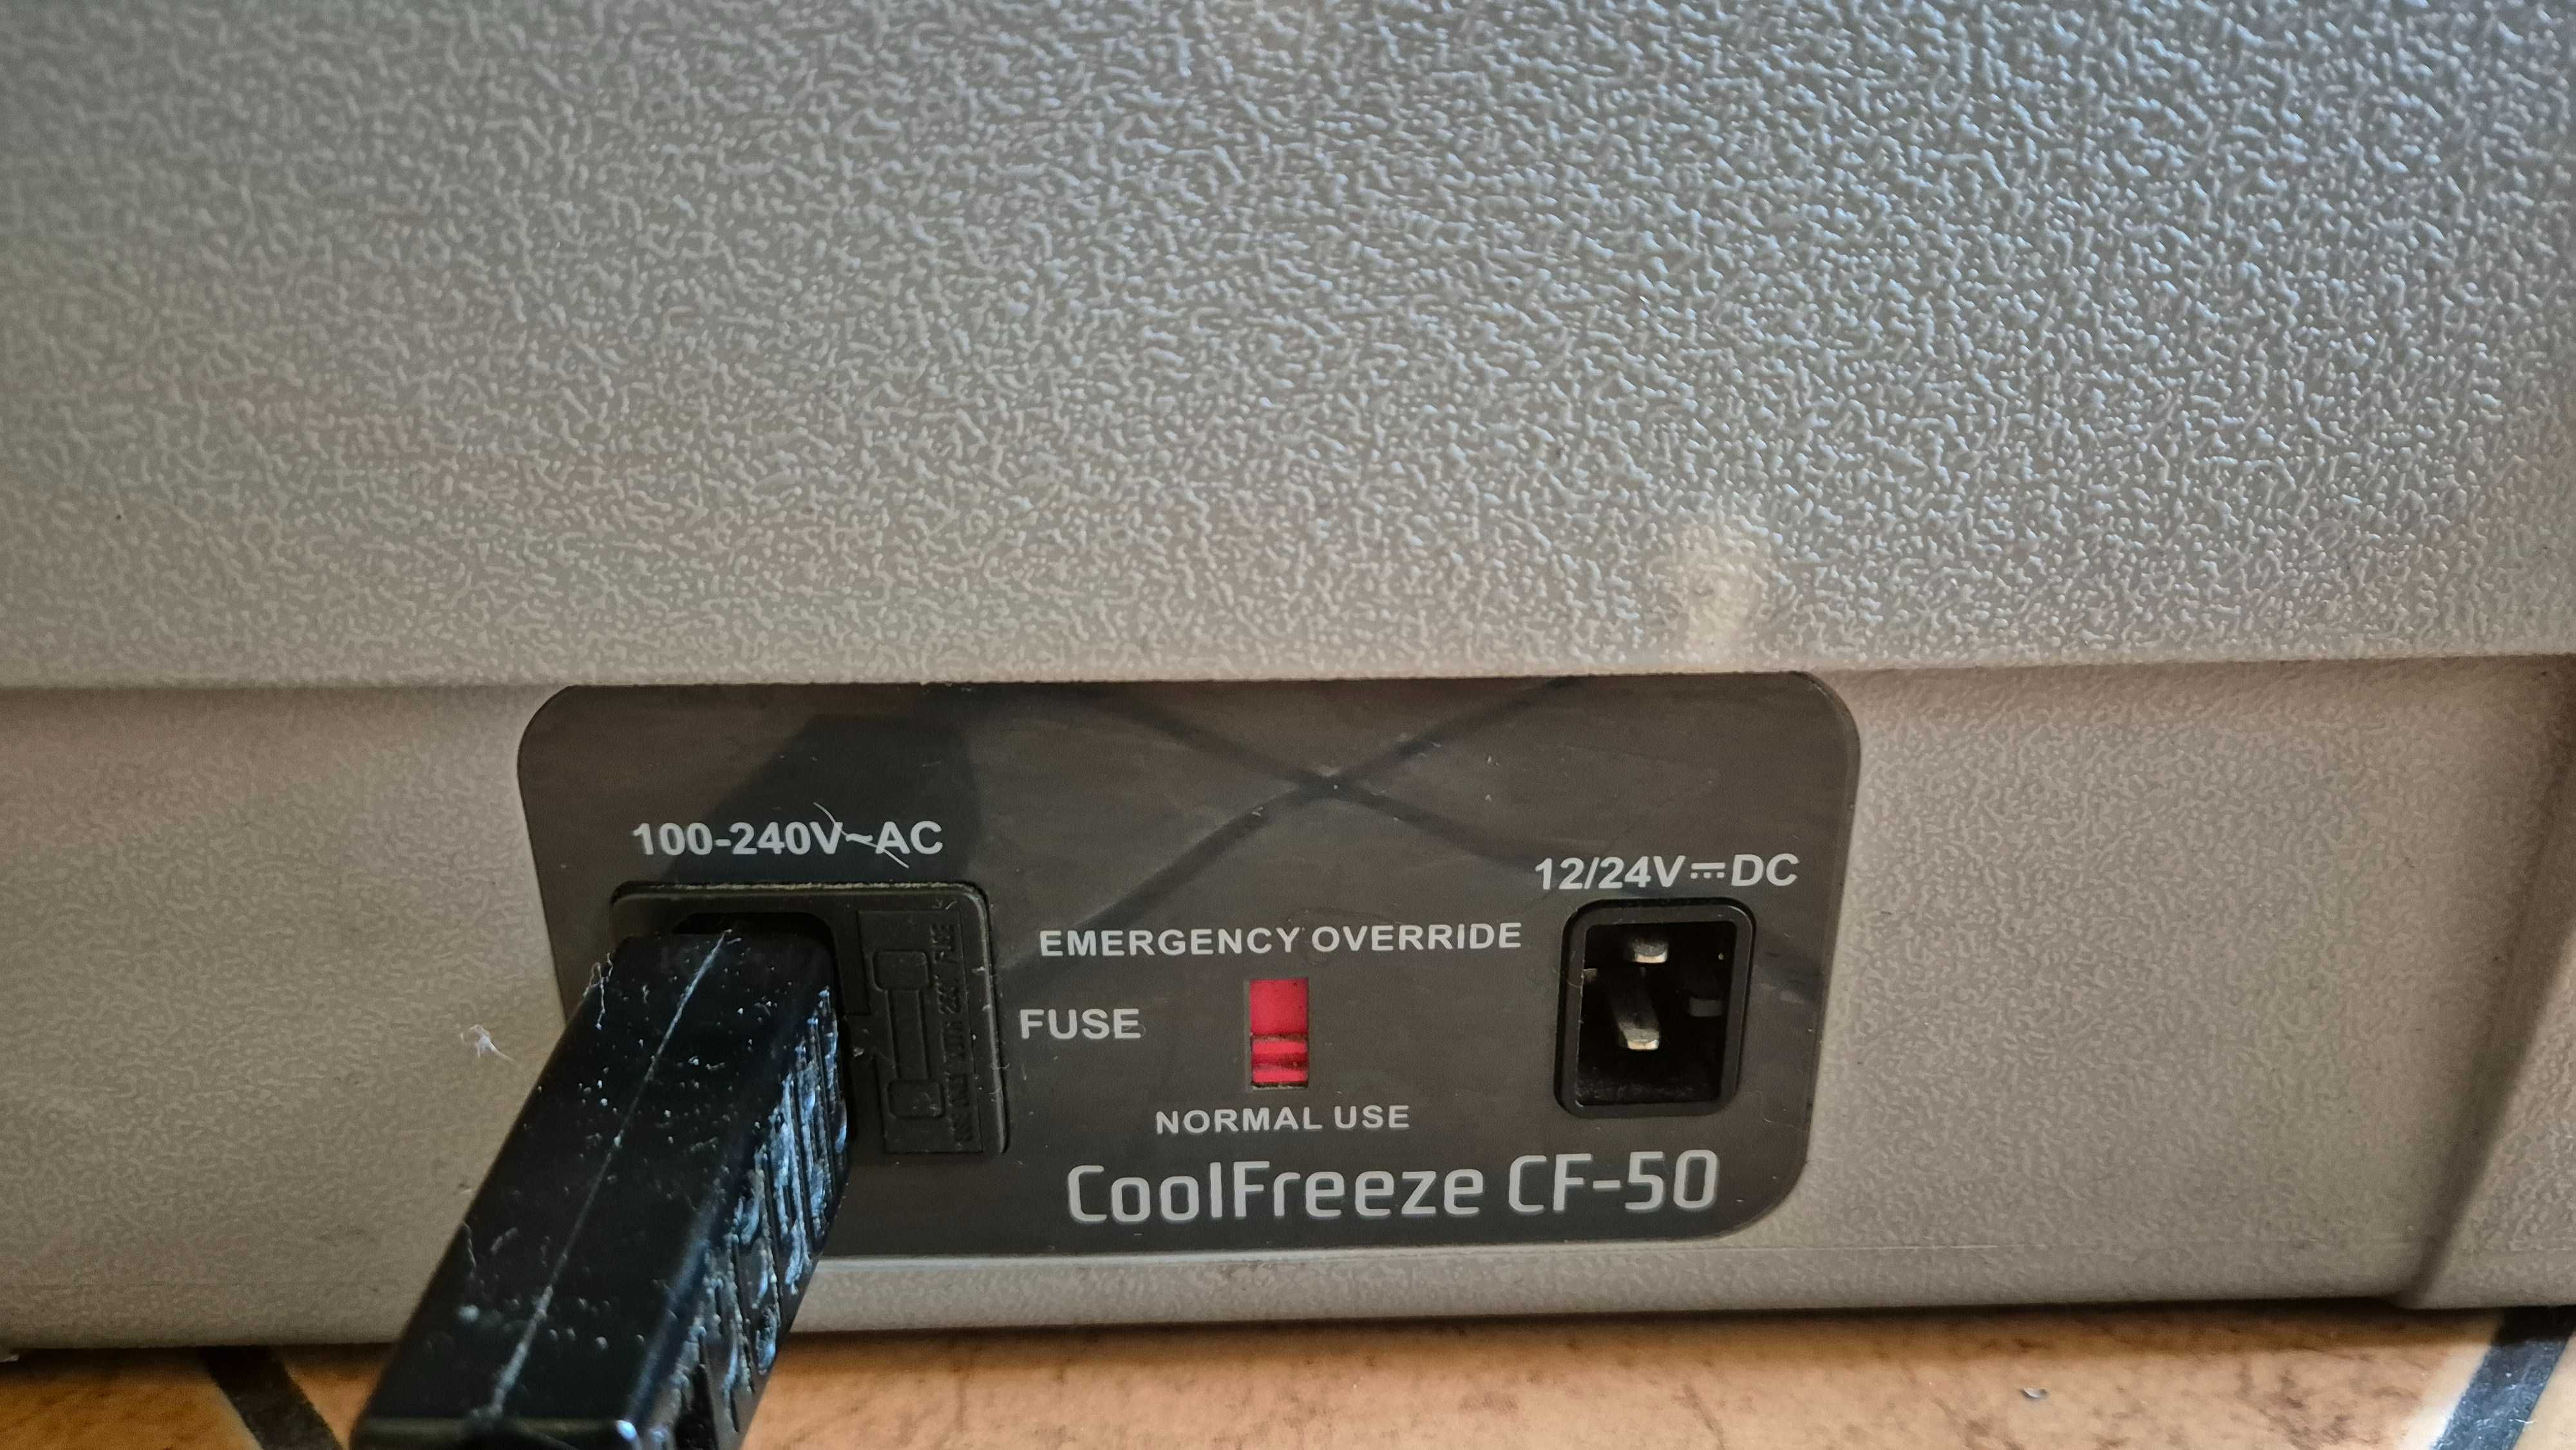 100-240V~AC
12/24V⎓DC
EMERGENCY OVERRIDE
FUSE
NORMAL USE
CoolFreeze CF-50